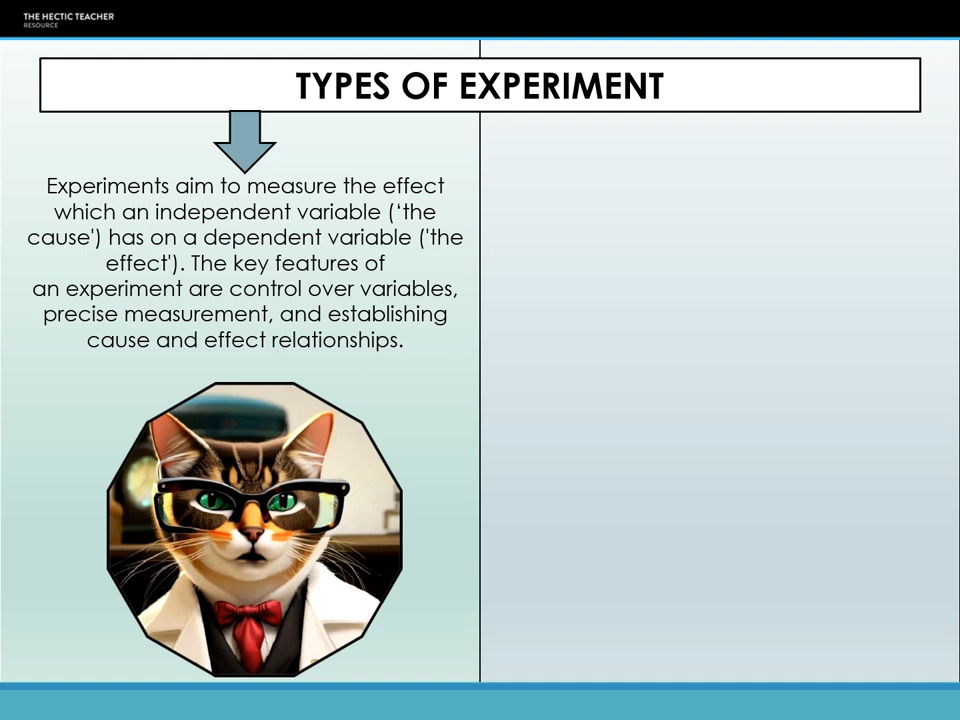 THE HECTIC TEACHER
RESOURCE
TYPES OF EXPERIMENT
Experiments aim to measure the effect
which an independent variable (‘the
cause') has on a dependent variable ('the
effect'). The key features of
an experiment are control over variables,
precise measurement, and establishing
cause and effect relationships.